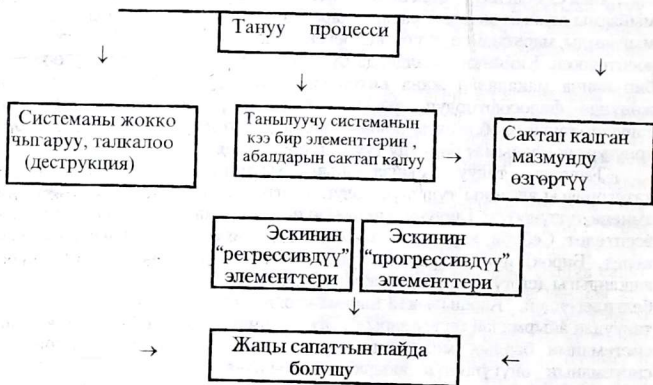 Тануу процесси
Системаны жокко
чыгаруу, талкалоо
(деструкция)
Танылуучу системанын
кээ бир элементтерин ,
абалдарын сактап калуу
Сактап калган
мазмунду
өзгөртүү
Эскинин
“регрессивдүү”
элементтери
Эскинин
“прогрессивдүү”
элементтери
Жаңы сапаттын пайда
болушу